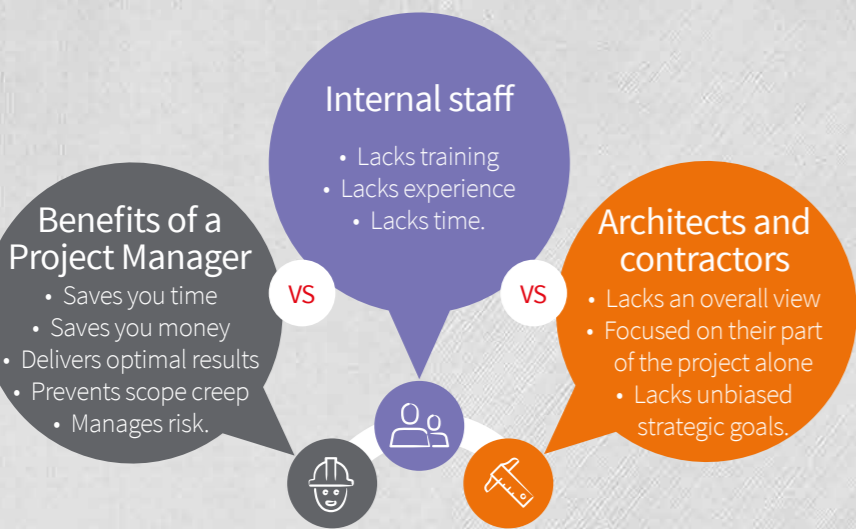 Benefits of a
Project Manager
• Saves you time
• Saves you money
• Delivers optimal results
• Prevents scope creep
• Manages risk.
VS
Internal staff
• Lacks training
• Lacks experience
• Lacks time.
VS
Architects and
contractors
• Lacks an overall view
• Focused on their part
of the project alone
• Lacks unbiased
strategic goals.